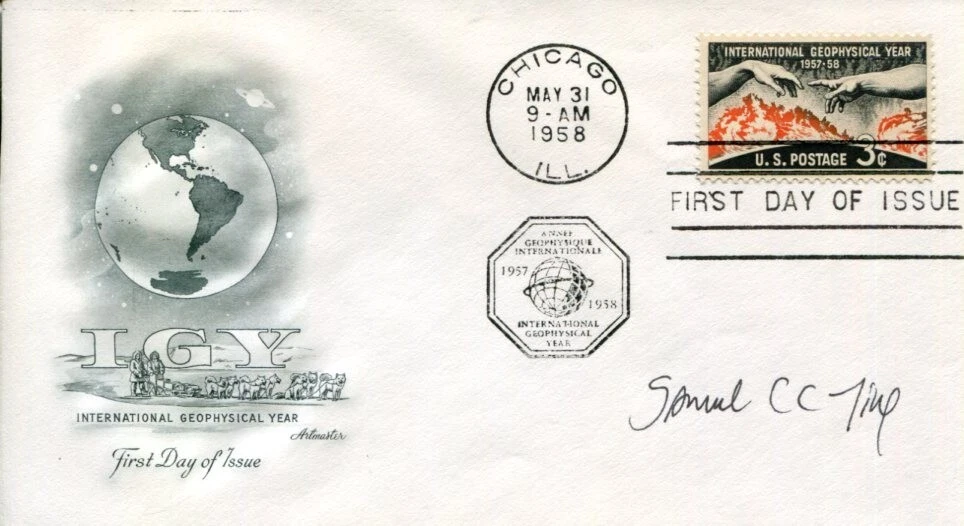 IGY
INTERNATIONAL GEOPHYSICAL YEAR
Artmaster
First Day of Issue
CHICAGO
MAY 31
9-AM
1958
ILL.
ANNEE
GEOPHYSIQUE
INTERNATIONALE
1957
1958
INTERNATIONAL
GEOPHYSICAL
YEAR
INTERNATIONAL GEOPHYSICAL YEAR
1957-58
U.S. POSTAGE 3¢
FIRST DAY OF ISSUE
Samuel CC Ting